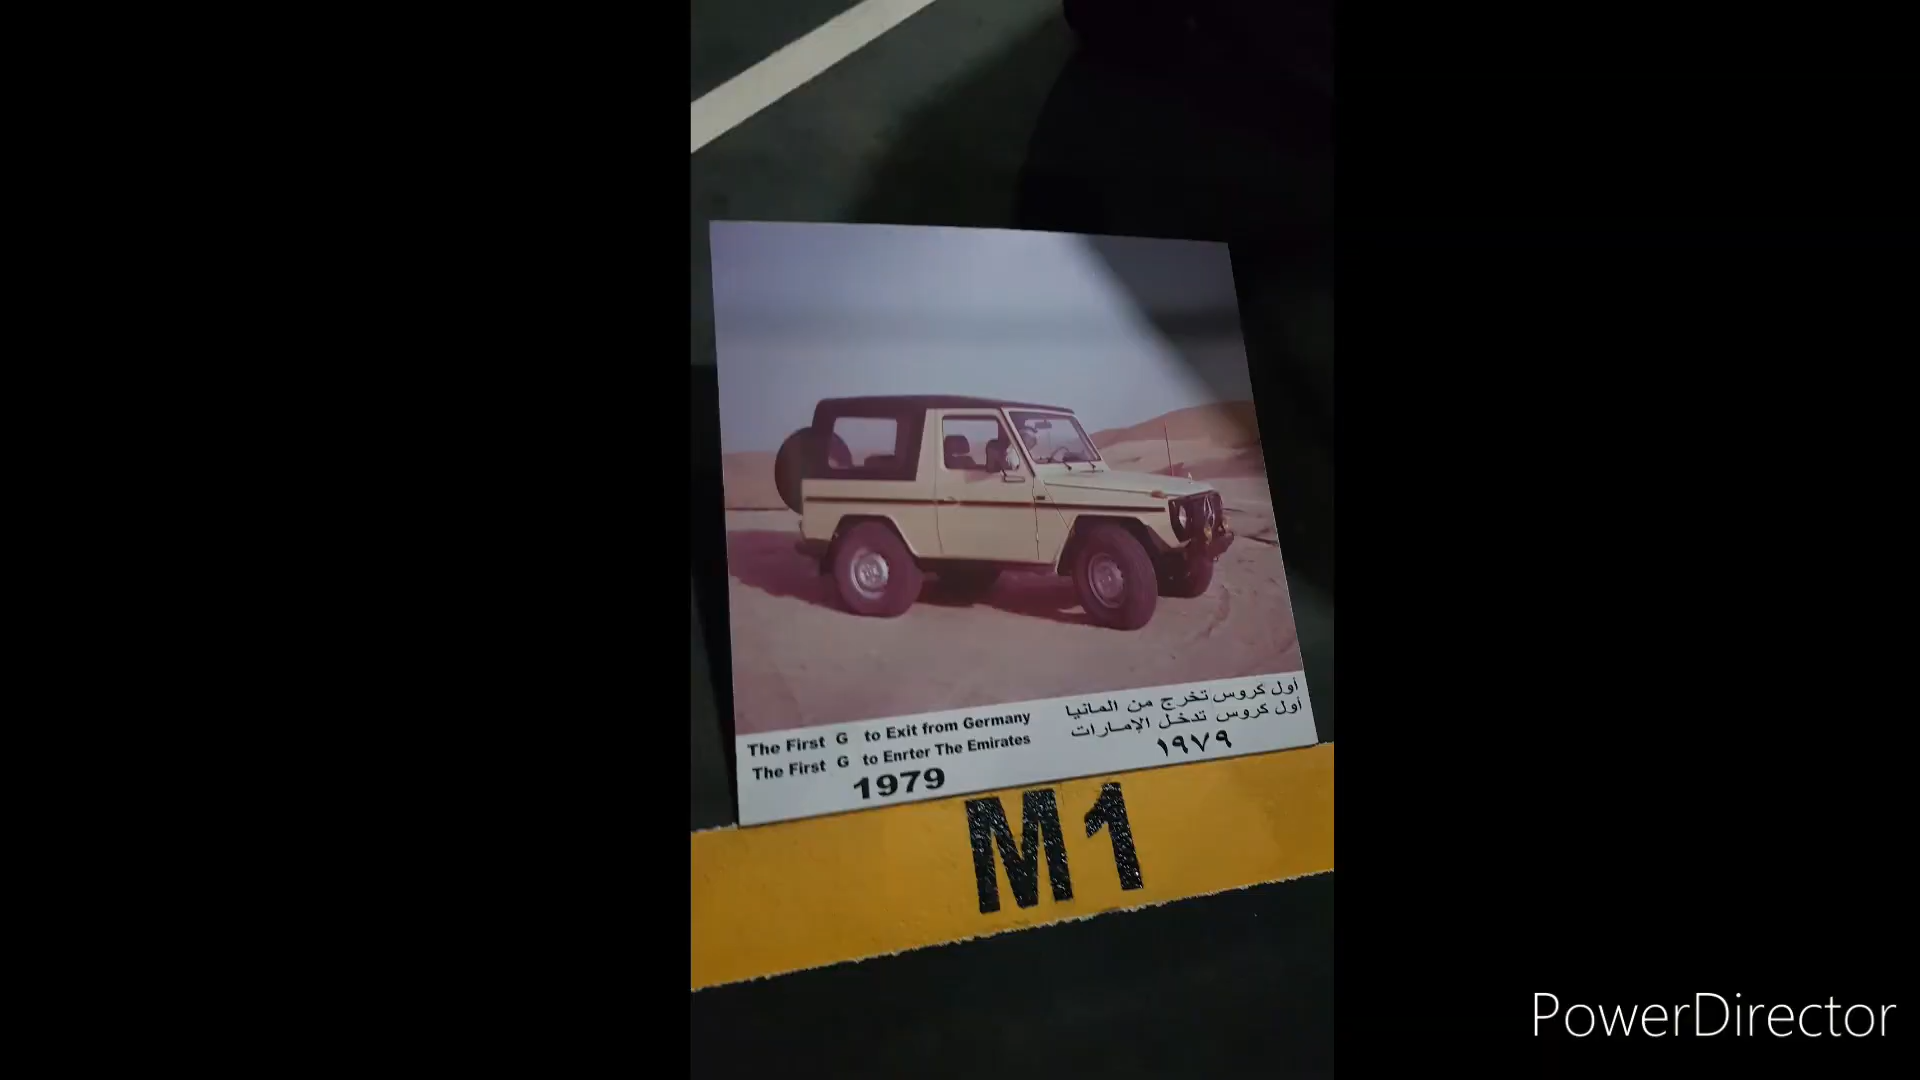 The First G to Exit from Germany
The First G to Enrter The Emirates
1979
أول كروس تخرج من المانيا
أول كروس تدخل الإمارات
١٩٧٩
M1
PowerDirector